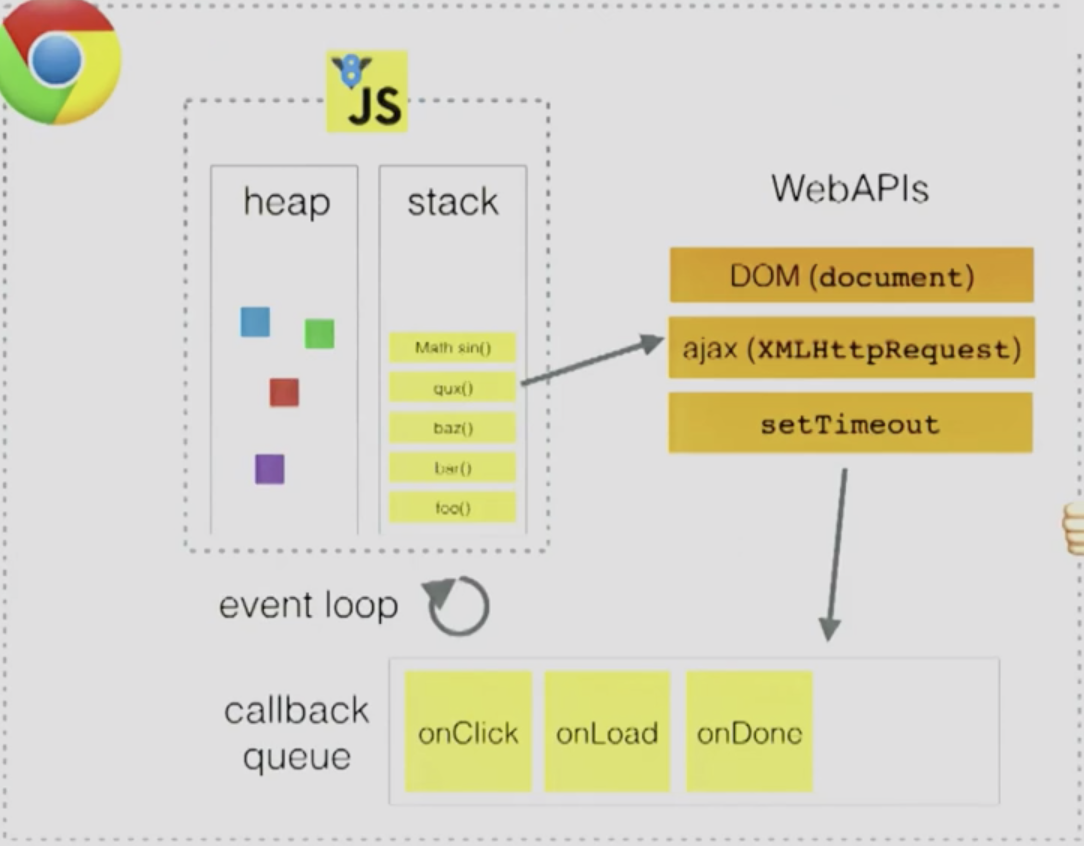 JS
heap
stack
WebAPIs
DOM (document)
ajax (XMLHttpRequest)
setTimeout
Math sin()
qux()
baz()
bar()
foo()
event loop
callback
queue
onClick
onLoad
onDone